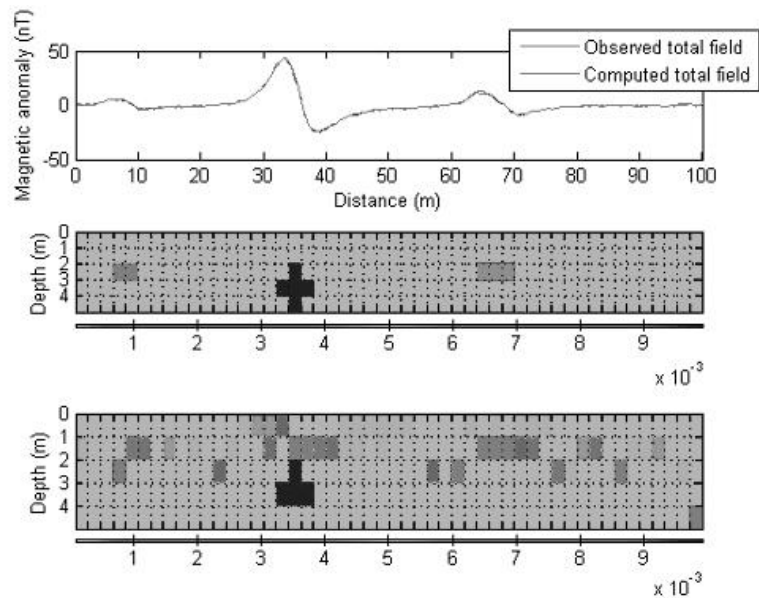 Magnetic anomaly (nT)
50
0
-50
Observed total field
Computed total field
0 10 20 30 40 50 60 70 80 90 100
Distance (m)
Depth (m)
0
1
2
3
4
1 2 3 4 5 6 7 8 9
x 10-3
Depth (m)
0
1
2
3
4
1 2 3 4 5 6 7 8 9
x 10-3